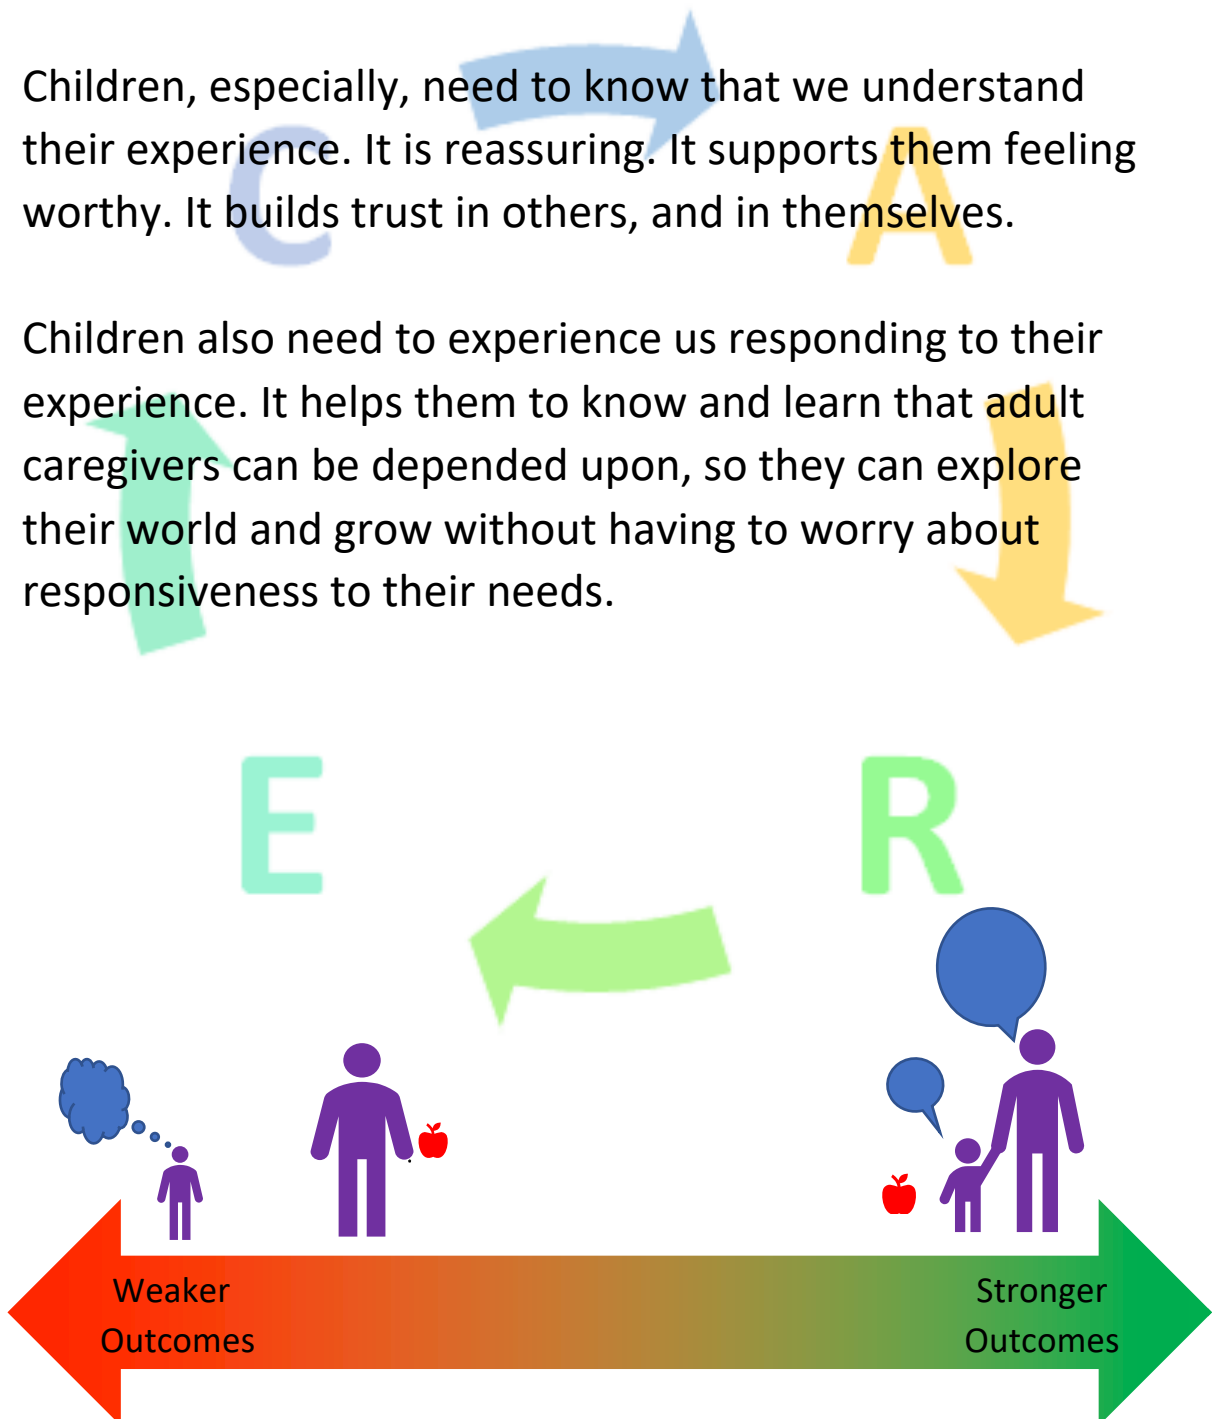 Children, especially, need to know that we understand
their experience. It is reassuring. It supports them feeling
worthy. It builds trust in others, and in themselves.
C
A
Children also need to experience us responding to their
experience. It helps them to know and learn that adult
caregivers can be depended upon, so they can explore
their world and grow without having to worry about
responsiveness to their needs.
E
R
Weaker
Outcomes
Stronger
Outcomes